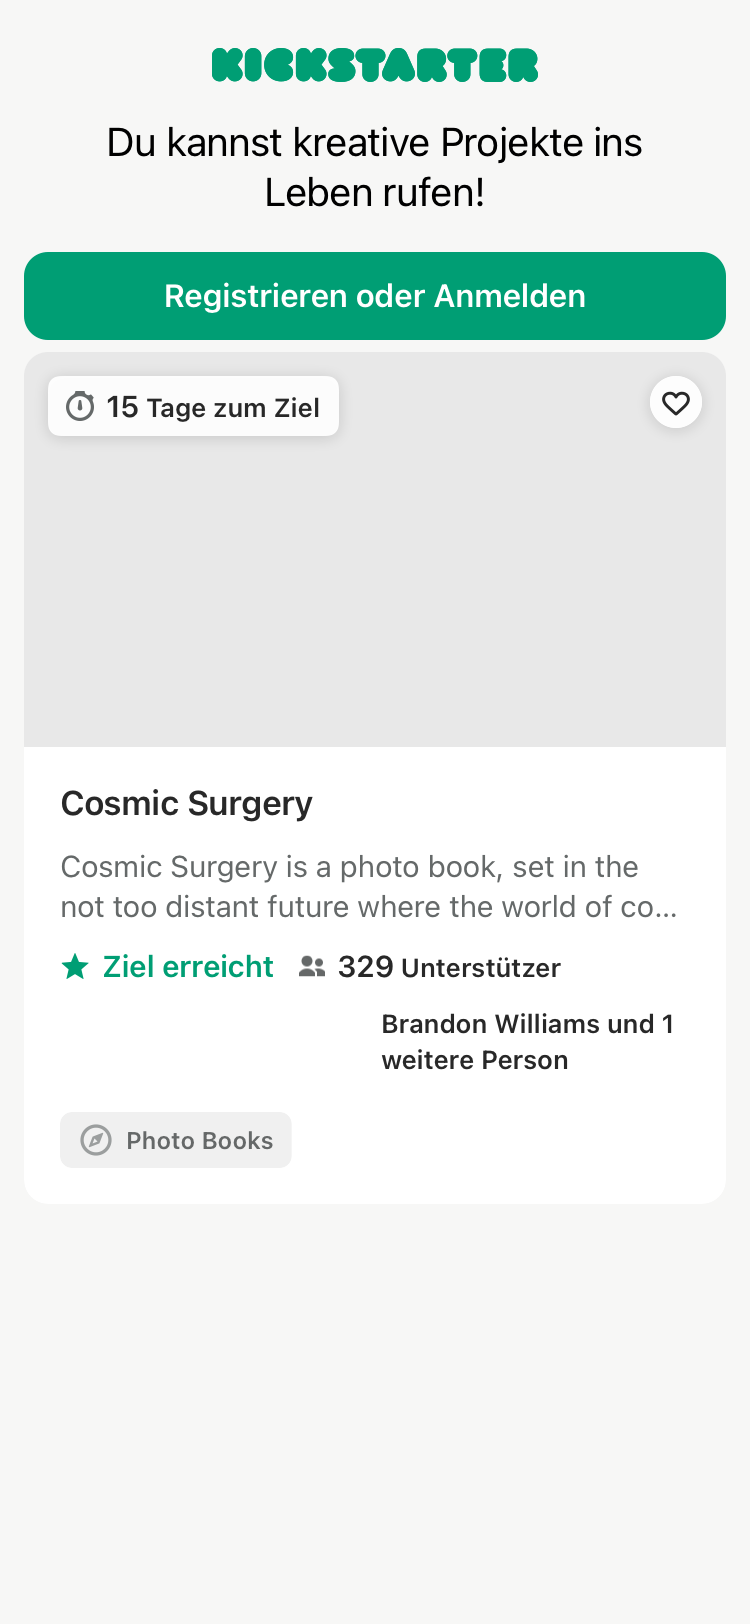 KICKSTARTER
Du kannst kreative Projekte ins
Leben rufen!
Registrieren oder Anmelden
15 Tage zum Ziel
Cosmic Surgery
Cosmic Surgery is a photo book, set in the
not too distant future where the world of co...
Ziel erreicht 329 Unterstützer
Brandon Williams und 1
weitere Person
Photo Books